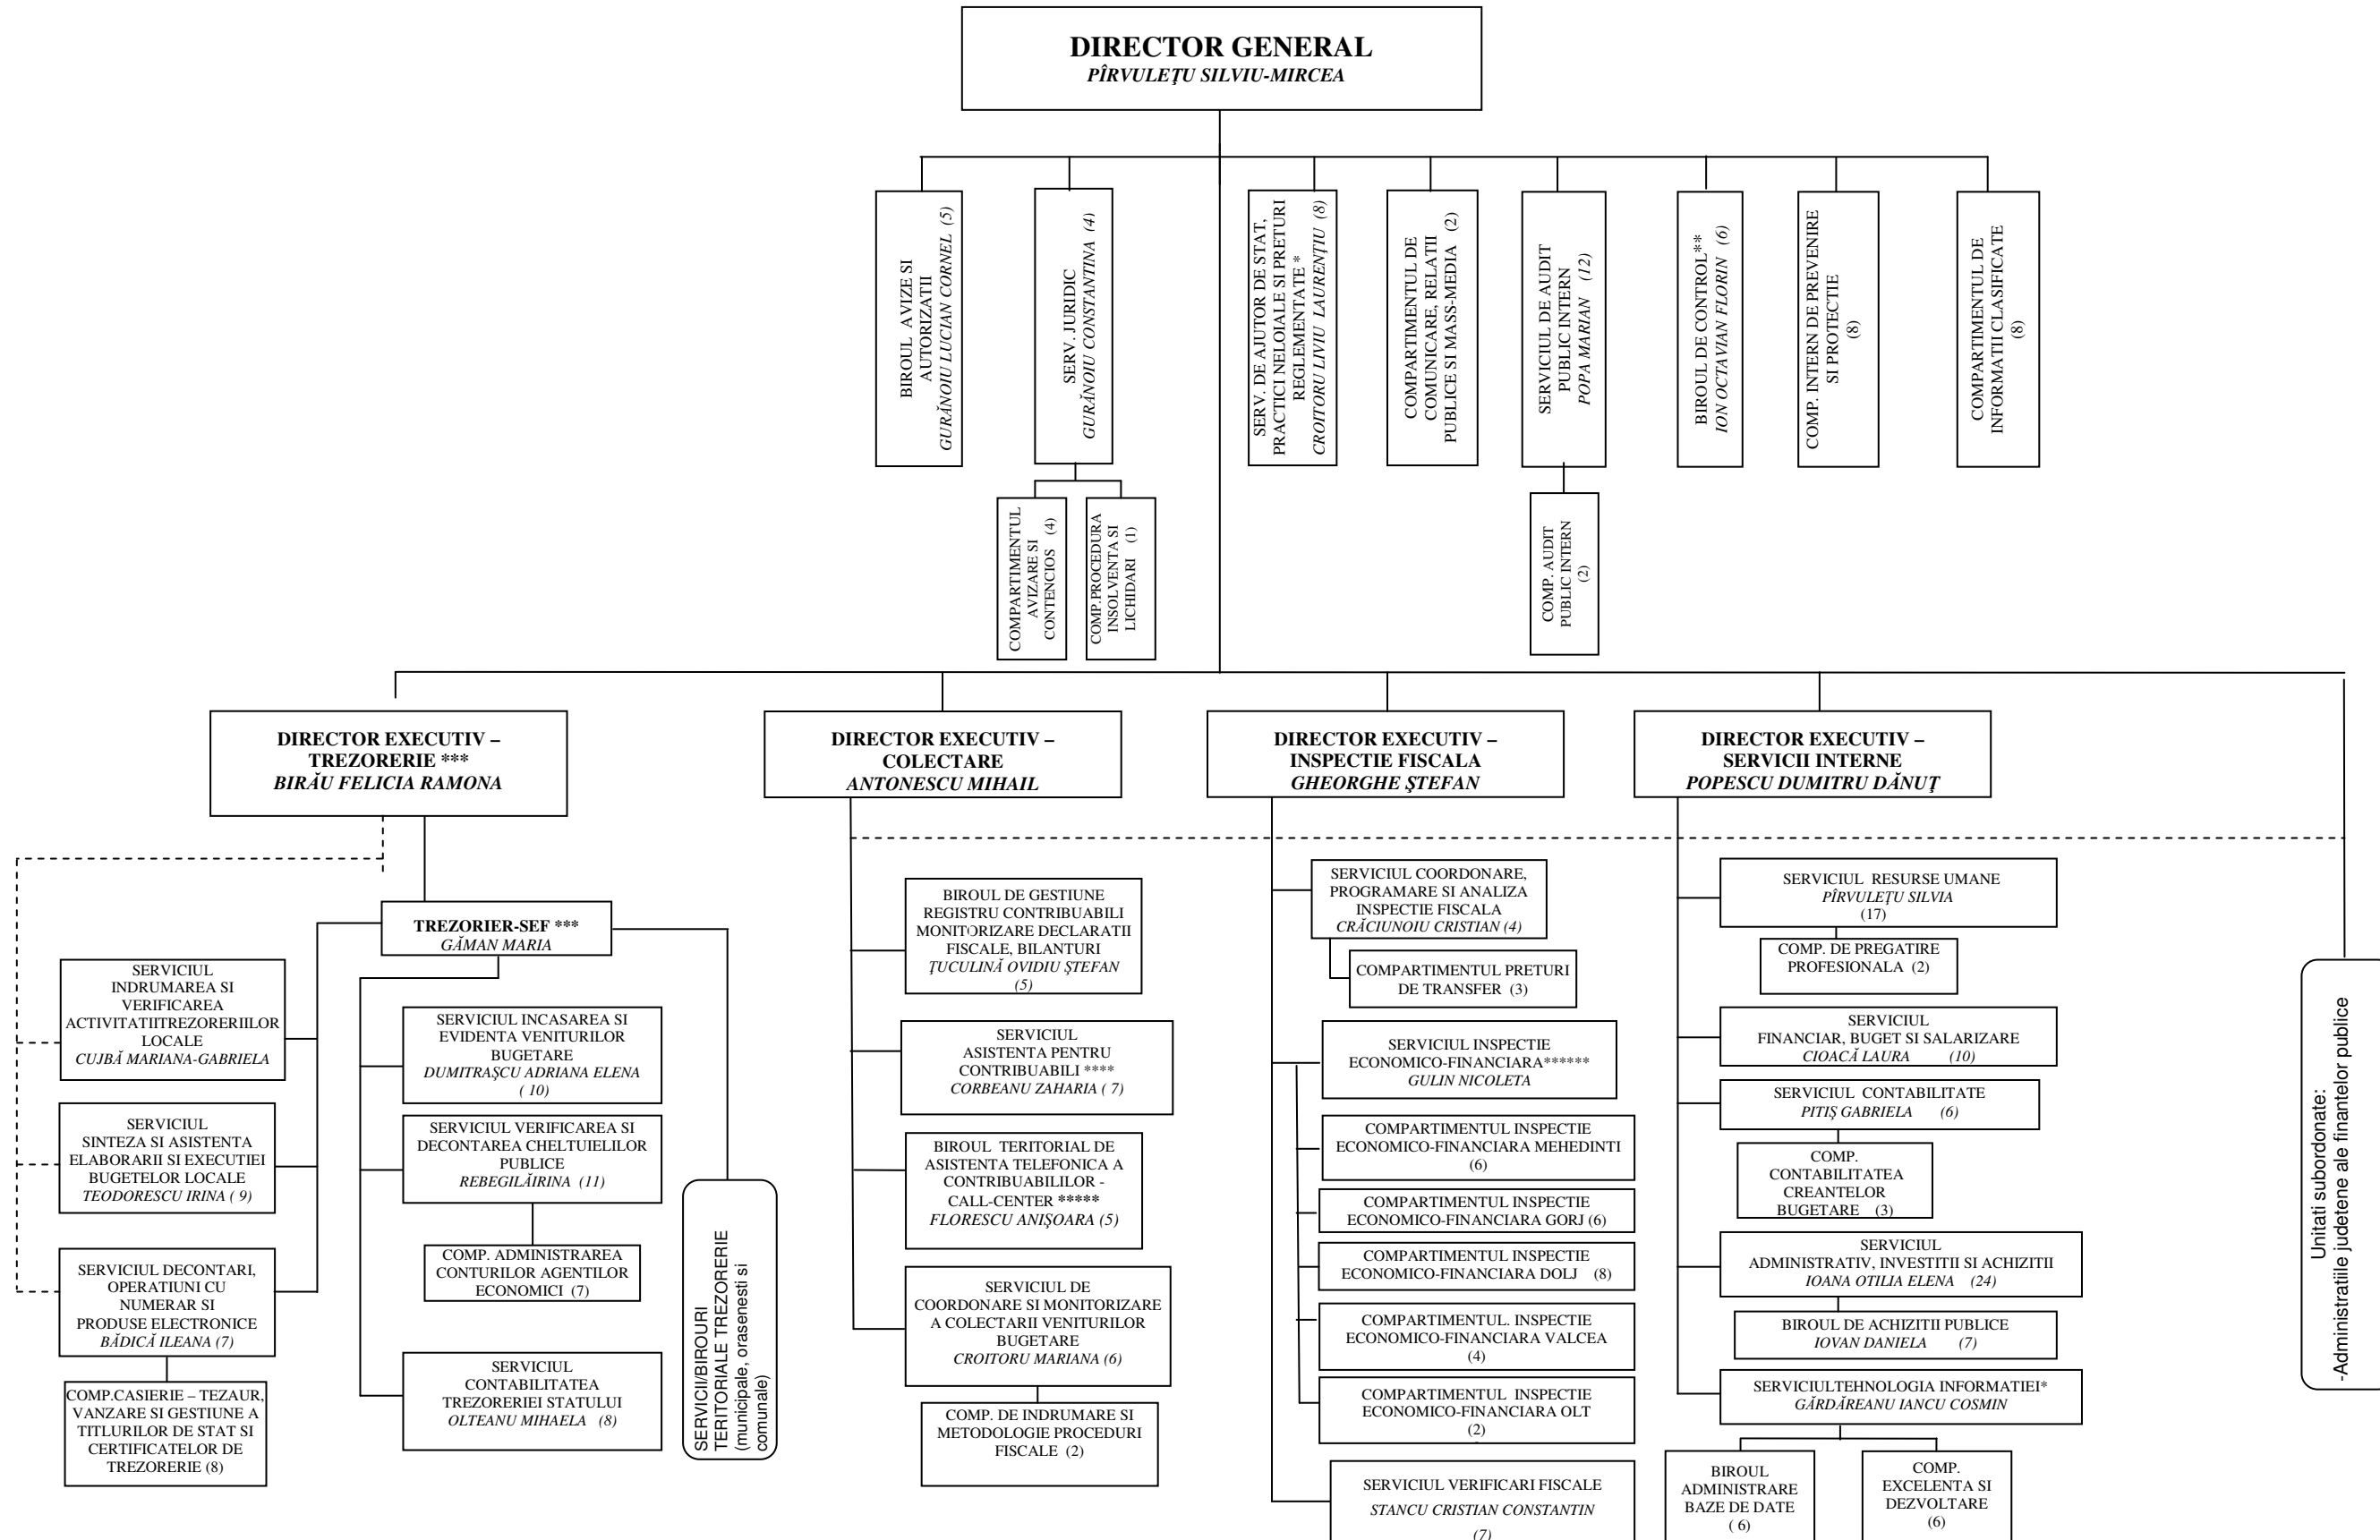 DIRECTOR GENERAL
PÎRVULEŢU SILVIU-MIRCEA
BIROUL AVIZE SI
AUTORIZATII
GURĂNOIU LUCIAN CORNEL (5)
SERV. JURIDIC
GURĂNOIU CONSTANTINA (4)
SERV. DE AJUTOR DE STAT,
PRACTICI NELOIALE SI PRETURI
REGLEMENTATE *
CROITORU LIVIU LAURENŢIU (8)
COMPARTIMENTUL DE
COMUNICARE, RELATII
PUBLICE SI MASS-MEDIA (2)
SERVICIUL DE AUDIT
PUBLIC INTERN
POPA MARIAN (12)
BIROUL DE CONTROL**
ION OCTAVIAN FLORIN (6)
COMP. INTERN DE PREVENIRE
SI PROTECTIE
(8)
COMPARTIMENTUL DE
INFORMATII CLASIFICATE
(8)
COMPARTIMENTUL
AVIZARE SI
CONTENCIOS (4)
COMP.PROCEDURA
INSOLVENTA SI
LICHIDARI (1)
COMP. AUDIT
PUBLIC INTERN
(2)
DIRECTOR EXECUTIV –
TREZORERIE ***
BIRĂU FELICIA RAMONA
DIRECTOR EXECUTIV –
COLECTARE
ANTONESCU MIHAIL
DIRECTOR EXECUTIV –
INSPECTIE FISCALA
GHEORGHE ŞTEFAN
DIRECTOR EXECUTIV –
SERVICII INTERNE
POPESCU DUMITRU DĂNUŢ
TREZORIER-SEF ***
GĂMAN MARIA
SERVICIUL
INDRUMAREA SI
VERIFICAREA
ACTIVITATIITREZORERIILOR
LOCALE
CUJBĂ MARIANA-GABRIELA
SERVICIUL
SINTEZA SI ASISTENTA
ELABORARII SI EXECUTIEI
BUGETELOR LOCALE
TEODORESCU IRINA ( 9)
SERVICIUL DECONTARI,
OPERATIUNI CU
NUMERAR SI
PRODUSE ELECTRONICE
BĂDICĂ ILEANA (7)
COMP.CASIERIE – TEZAUR,
VANZARE SI GESTIUNE A
TITLURILOR DE STAT SI
CERTIFICATELOR DE
TREZORERIE (8)
SERVICIUL INCASAREA SI
EVIDENTA VENITURILOR
BUGETARE
DUMITRAŞCU ADRIANA ELENA
( 10)
SERVICIUL VERIFICAREA SI
DECONTAREA CHELTUIELILOR
PUBLICE
REBEGILĂIRINA (11)
COMP. ADMINISTRAREA
CONTURILOR AGENTILOR
ECONOMICI (7)
SERVICIUL
CONTABILITATEA
TREZORERIEI STATULUI
OLTEANU MIHAELA (8)
SERVICII/BIROURI
TERITORIALE TREZORERIE
(municipale, orasenesti si
comunale)
BIROUL DE GESTIUNE
REGISTRU CONTRIBUABILI
MONITORIZARE DECLARATII
FISCALE, BILANTURI
ŢUCULINĂ OVIDIU ŞTEFAN
(5)
SERVICIUL
ASISTENTA PENTRU
CONTRIBUABILI ****
CORBEANU ZAHARIA ( 7)
BIROUL TERITORIAL DE
ASISTENTA TELEFONICA A
CONTRIBUABILILOR -
CALL-CENTER *****
FLORESCU ANIŞOARA (5)
SERVICIUL DE
COORDONARE SI MONITORIZARE
A COLECTARII VENITURILOR
BUGETARE
CROITORU MARIANA (6)
COMP. DE INDRUMARE SI
METODOLOGIE PROCEDURI
FISCALE (2)
SERVICIUL COORDONARE,
PROGRAMARE SI ANALIZA
INSPECTIE FISCALA
CRĂCIUNOIU CRISTIAN (4)
COMPARTIMENTUL PRETURI
DE TRANSFER (3)
SERVICIUL INSPECTIE
ECONOMICO-FINANCIARA******
GULIN NICOLETA
COMPARTIMENTUL INSPECTIE
ECONOMICO-FINANCIARA MEHEDINTI
(6)
COMPARTIMENTUL INSPECTIE
ECONOMICO-FINANCIARA GORJ (6)
COMPARTIMENTUL INSPECTIE
ECONOMICO-FINANCIARA DOLJ (8)
COMPARTIMENTUL. INSPECTIE
ECONOMICO-FINANCIARA VALCEA
(4)
COMPARTIMENTUL INSPECTIE
ECONOMICO-FINANCIARA OLT
(2)
SERVICIUL VERIFICARI FISCALE
STANCU CRISTIAN CONSTANTIN
(7)
SERVICIUL RESURSE UMANE
PÎRVULEŢU SILVIA
(17)
COMP. DE PREGATIRE
PROFESIONALA (2)
SERVICIUL
FINANCIAR, BUGET SI SALARIZARE
CIOACĂ LAURA (10)
SERVICIUL CONTABILITATE
PITIŞ GABRIELA (6)
COMP.
CONTABILITATEA
CREANTELOR
BUGETARE (3)
SERVICIUL
ADMINISTRATIV, INVESTITII SI ACHIZITII
IOANA OTILIA ELENA (24)
BIROUL DE ACHIZITII PUBLICE
IOVAN DANIELA (7)
SERVICIULTEHNOLOGIA INFORMATIEI*
GĂRDĂREANU IANCU COSMIN
BIROUL
ADMINISTRARE
BAZE DE DATE
( 6)
COMP.
EXCELENTA SI
DEZVOLTARE
(6)
Unitati subordonate:
-Administratiile judetene ale finantelor publice